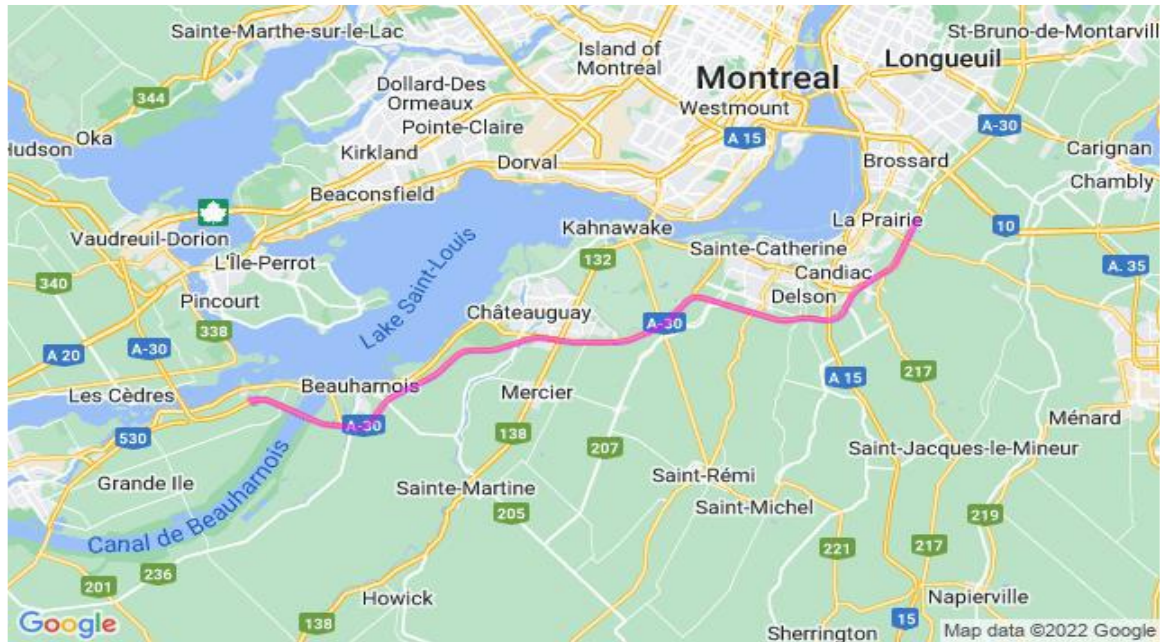 Sainte-Marthe-sur-le-Lac
St-Bruno-de-Montarvill
Island of
Montreal
Longueuil
Montreal
Dollard-Des
Ormeaux
344
Westmount
Pointe-Claire
A 15
A-30
Oka
Hudson
Kirkland
Dorval
Brossard
Carignan
Chambly
Beaconsfield
La Prairie
Kahnawake
10
Vaudreuil-Dorion
Sainte-Catherine
132
L'Île-Perrot
A. 35
340
Candiac
Pincourt
Delson
Lake Saint-Louis
Châteauguay
A-30
338
A 20
A-30
217
A 15
Beauharnois
Les Cèdres
Mercier
Ménard
A-30
530
138
207
Saint-Jacques-le-Mineur
Saint-Rémi
Grande Ile
Sainte-Martine
Saint-Michel
205
219
Canal de Beauharnois
221
217
236
201
Howick
Napierville
138
15
Sherrington
Google
Map data ©2022 Google